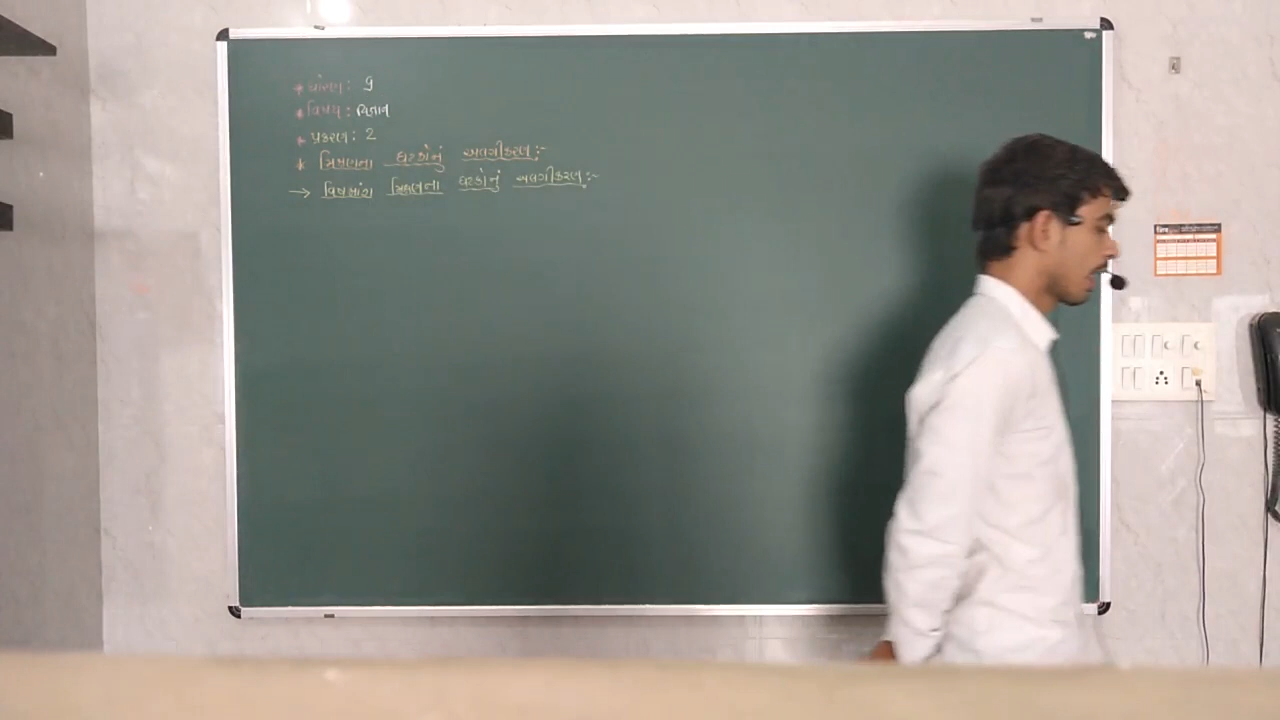 * ધોરણ : 9
* વિષય : વિજ્ઞાન
* પ્રકરણ : 2
* મિશ્રણના ઘટકોનું અલગીકરણ :-
→ વિષમાંગ મિશ્રણના ઘટકોનું અલગીકરણ :-